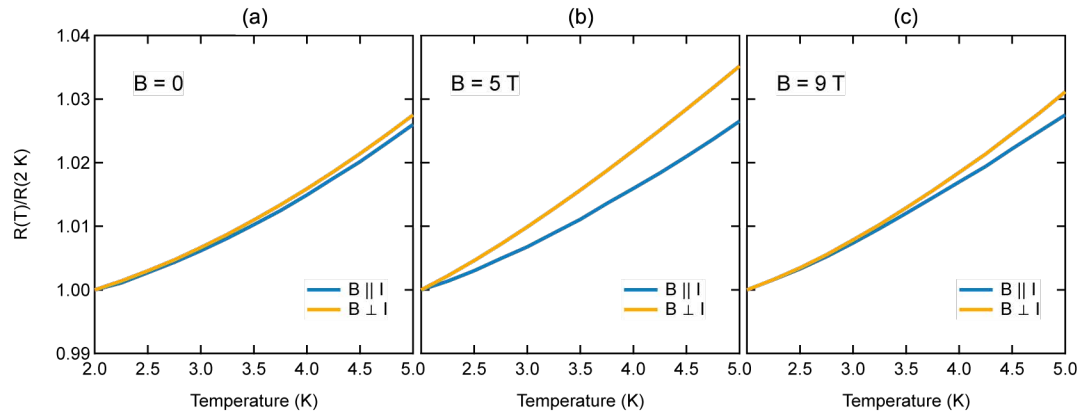 (a) (b) (c)
1.04
1.03
1.02
1.01
1.00
0.99
R(T)/R(2 K)
B = 0
B = 5 T
B = 9 T
B || I
B ⊥ I
B || I
B ⊥ I
B || I
B ⊥ I
2.0 2.5 3.0 3.5 4.0 4.5 5.0 2.5 3.0 3.5 4.0 4.5 5.0 2.5 3.0 3.5 4.0 4.5 5.0
Temperature (K) Temperature (K) Temperature (K)